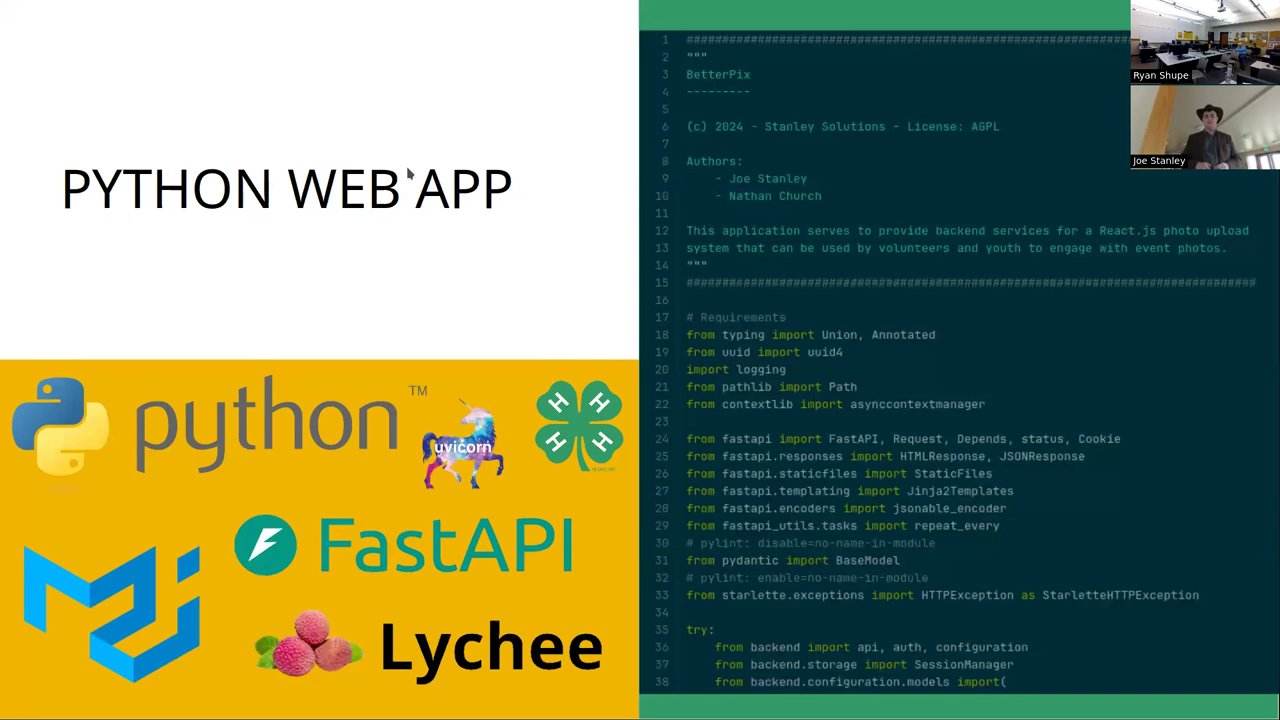 PYTHON WEB APP
python
TM
uvicorn
H H
H H
FastAPI
Lychee
1 ################################################################
2 """
3 BetterPix
4 ---------
5
6 (c) 2024 - Stanley Solutions - License: AGPL
7
8 Authors:
9 - Joe Stanley
10 - Nathan Church
11
12 This application serves to provide backend services for a React.js photo upload
13 system that can be used by volunteers and youth to engage with event photos.
14 """
15 ################################################################################
16
17 # Requirements
18 from typing import Union, Annotated
19 from uuid import uuid4
20 import logging
21 from pathlib import Path
22 from contextlib import asynccontextmanager
23
24 from fastapi import FastAPI, Request, Depends, status, Cookie
25 from fastapi.responses import HTMLResponse, JSONResponse
26 from fastapi.staticfiles import StaticFiles
27 from fastapi.templating import Jinja2Templates
28 from fastapi.encoders import jsonable_encoder
29 from fastapi_utils.tasks import repeat_every
30 # pylint: disable=no-name-in-module
31 from pydantic import BaseModel
32 # pylint: enable=no-name-in-module
33 from starlette.exceptions import HTTPException as StarletteHTTPException
34
35 try:
36 from backend import api, auth, configuration
37 from backend.storage import SessionManager
38 from backend.configuration.models import(
Ryan Shupe
Joe Stanley